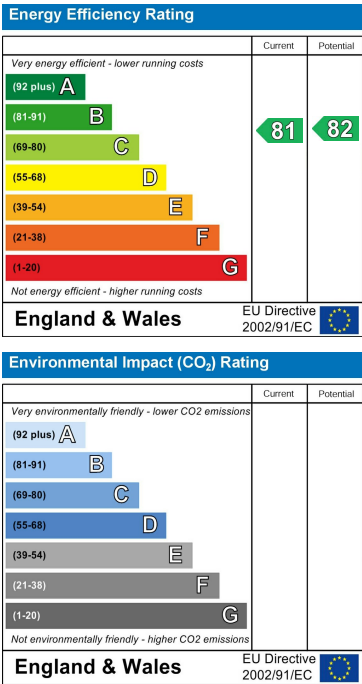 Energy Efficiency Rating
Current Potential
Very energy efficient - lower running costs
(92 plus) A
(81-91) B
81 82
(69-80) C
(55-68) D
(39-54) E
(21-38) F
(1-20) G
Not energy efficient - higher running costs
England & Wales
EU Directive
2002/91/EC
Environmental Impact (CO₂) Rating
Current Potential
Very environmentally friendly - lower CO2 emissions
(92 plus) A
(81-91) B
(69-80) C
(55-68) D
(39-54) E
(21-38) F
(1-20) G
Not environmentally friendly - higher CO2 emissions
England & Wales
EU Directive
2002/91/EC